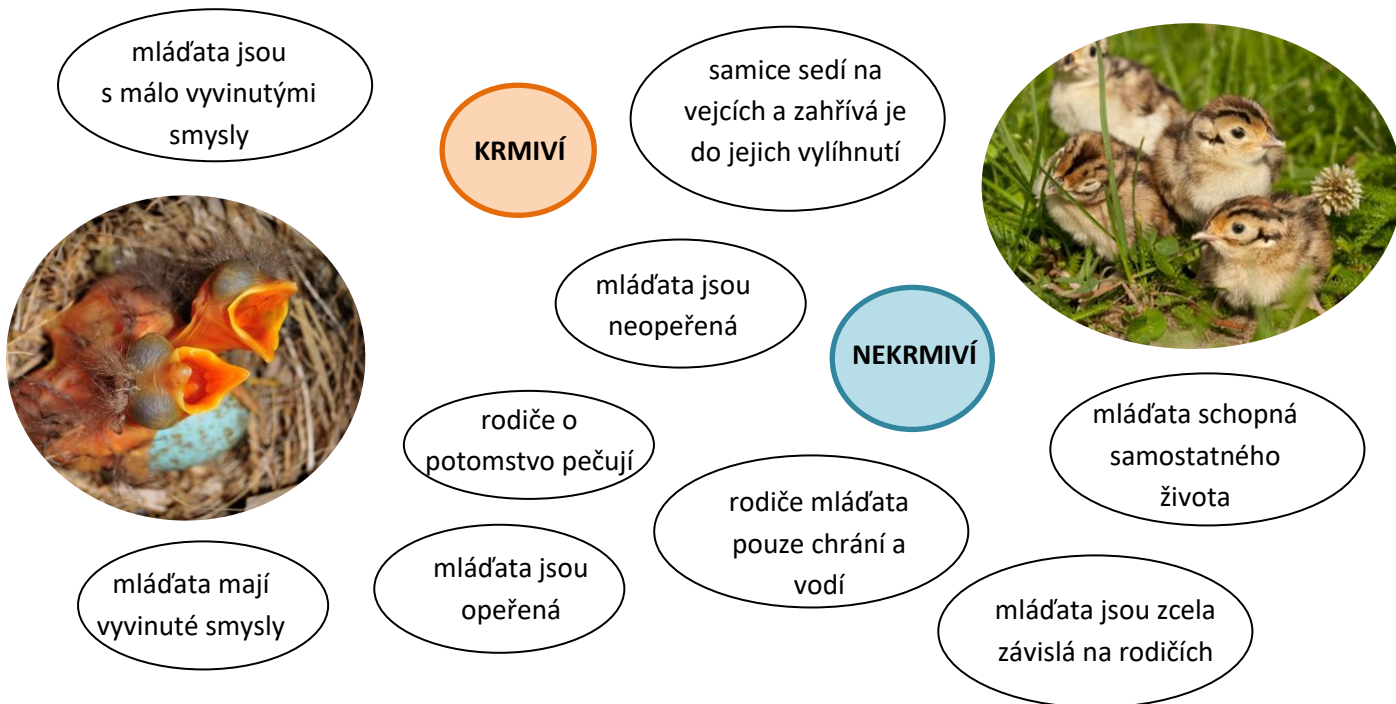 mláďata jsou
s málo vyvinutými
smysly
KRMIVÍ
samice sedí na
vejcích a zahřívá je
do jejich vylíhnutí
mláďata jsou
neopeřená
NEKRMIVÍ
rodiče o
potomstvo pečují
mláďata schopná
samostatného
života
rodiče mláďata
pouze chrání a
vodí
mláďata mají
vyvinuté smysly
mláďata jsou
opeřená
mláďata jsou zcela
závislá na rodičích